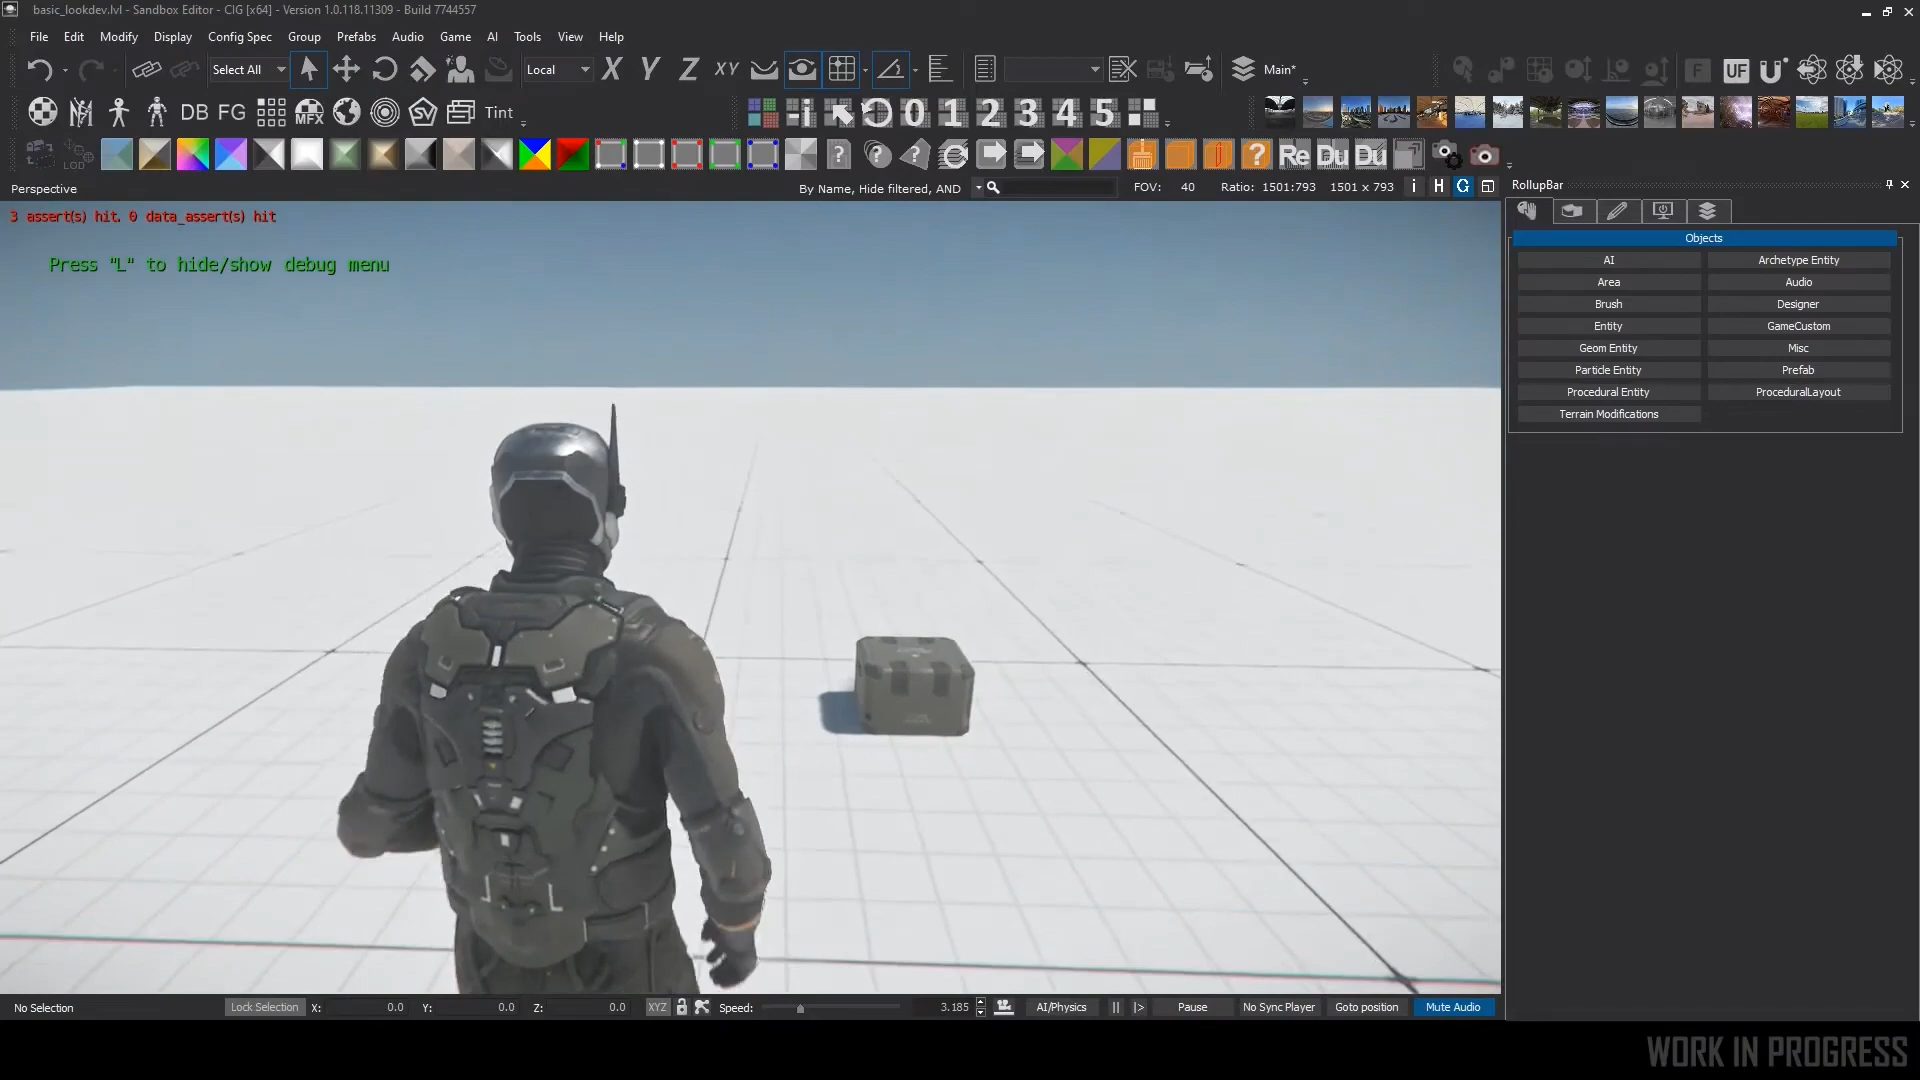 basic_lookdev.lvl - Sandbox Editor - CIG [x64] - Version 1.0.118.11309 - Build 7744557
File Edit Modify Display Config Spec Group Prefabs Audio Game AI Tools View Help
Select All Local X Y Z XY Main* F UF
DB FG MFX SV Tint -i 0 1 2 3 4 5
LOD ? ? ? ? Re Du Du
Perspective By Name, Hide filtered, AND FOV: 40 Ratio: 1501:793 1501 x 793 i H G
RollupBar
3 assert(s) hit. 0 data_assert(s) hit
Press "L" to hide/show debug menu
Objects
AI Archetype Entity
Area Audio
Brush Designer
Entity GameCustom
Geom Entity Misc
Particle Entity Prefab
Procedural Entity ProceduralLayout
Terrain Modifications
No Selection Lock Selection X: 0.0 Y: 0.0 Z: 0.0 XYZ Speed: 3.185 AI/Physics Pause No Sync Player Goto position Mute Audio
WORK IN PROGRESS